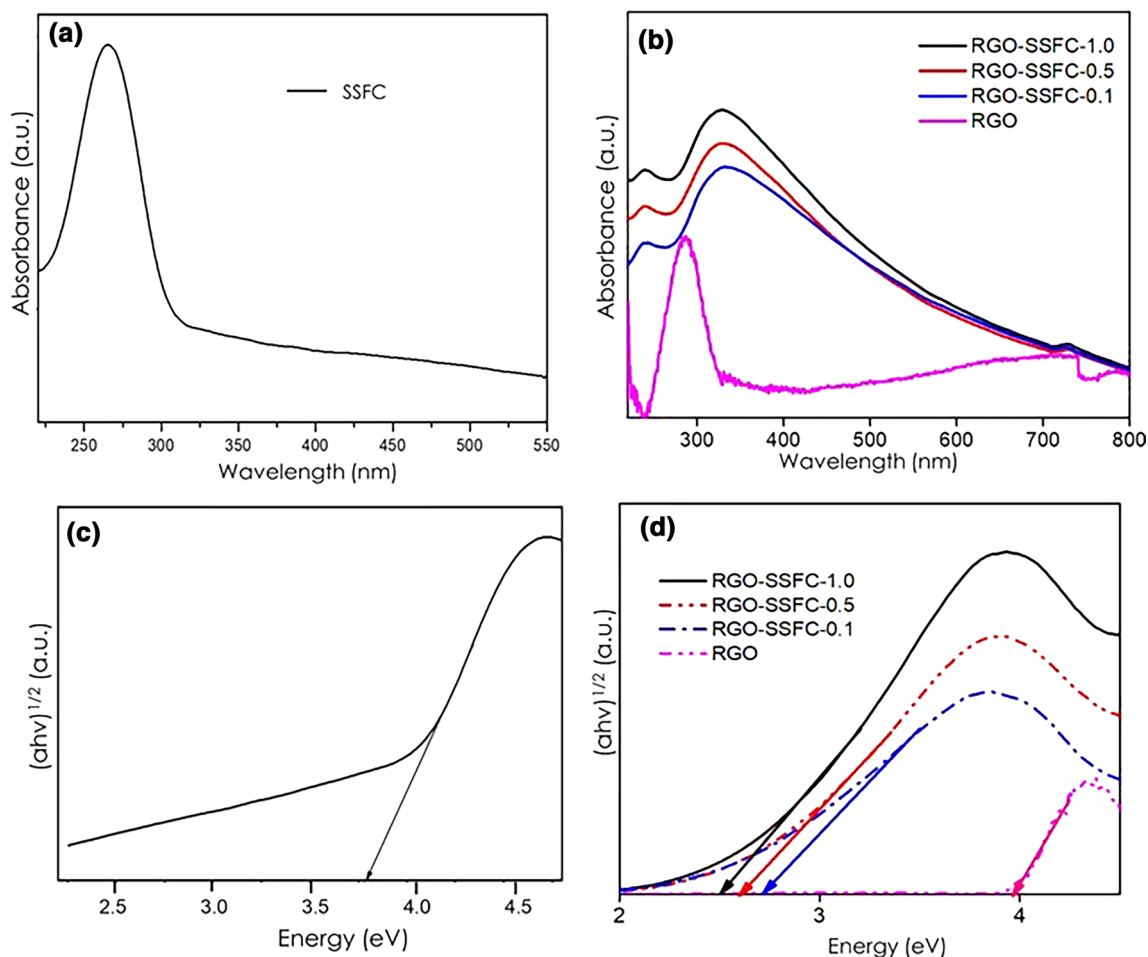 (a)
SSFC
Absorbance (a.u.)
250 300 350 400 450 500 550
Wavelength (nm)
(b)
RGO-SSFC-1.0
RGO-SSFC-0.5
RGO-SSFC-0.1
RGO
Absorbance (a.u.)
300 400 500 600 700 800
Wavelength (nm)
(c)
(ahv)1/2 (a.u.)
2.5 3.0 3.5 4.0 4.5
Energy (eV)
(d)
RGO-SSFC-1.0
RGO-SSFC-0.5
RGO-SSFC-0.1
RGO
(ahv)1/2 (a.u.)
2 3 4
Energy (eV)